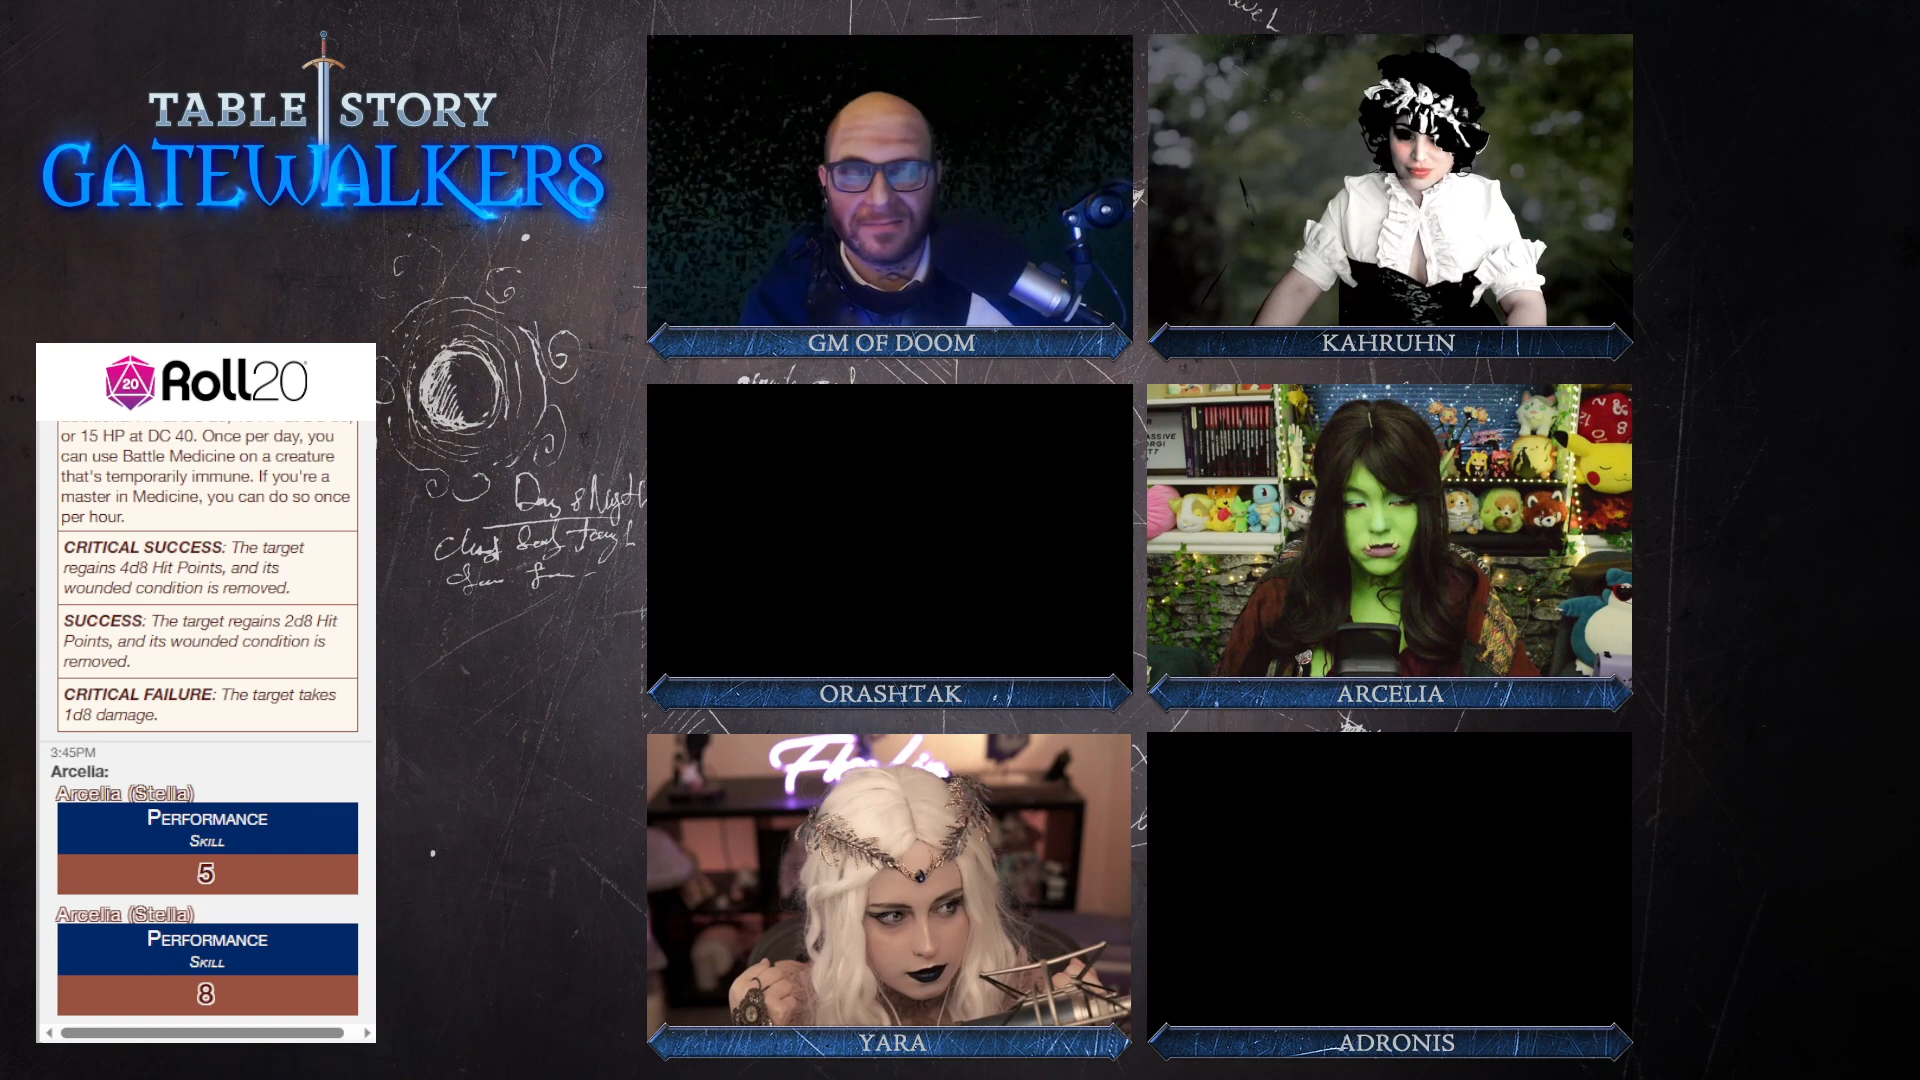 TABLE STORY
GATEWALKERS
20 Roll20
or 15 HP at DC 40. Once per day, you
can use Battle Medicine on a creature
that's temporarily immune. If you're a
master in Medicine, you can do so once
per hour.
CRITICAL SUCCESS: The target
regains 4d8 Hit Points, and its
wounded condition is removed.
SUCCESS: The target regains 2d8 Hit
Points, and its wounded condition is
removed.
CRITICAL FAILURE: The target takes
1d8 damage.
3:45PM
Arcelia:
Arcelia (Stella)
PERFORMANCE
SKILL
5
Arcelia (Stella)
PERFORMANCE
SKILL
8
Day & Night
GM OF DOOM
KAHRUHN
ORASHTAK
ARCELIA
YARA
ADRONIS